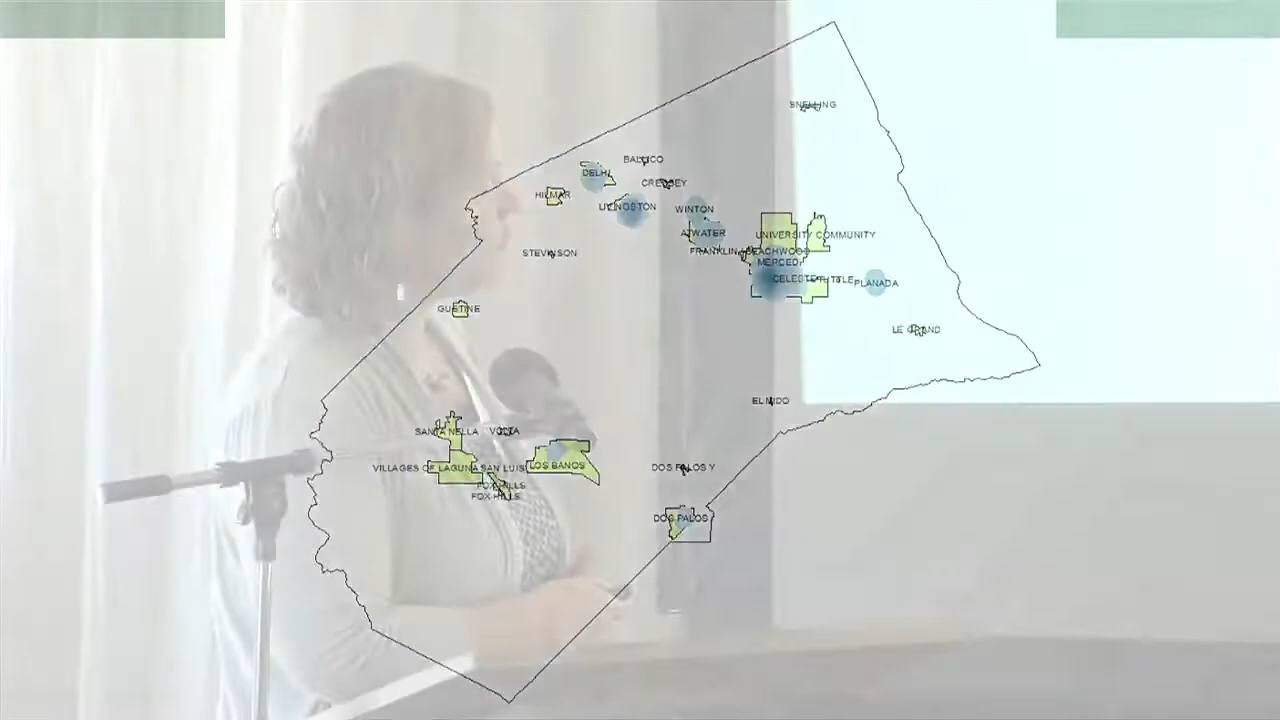 SNELLING
BALLICO
DELHI
CRESSEY
HILMAR
LIVINGSTON
WINTON
ATWATER
UNIVERSITY COMMUNITY
FRANKLIN/BEACHWOOD
STEVINSON
MERCED
CELESTE
TUTTLE
PLANADA
GUSTINE
LE GRAND
EL NIDO
SANTA NELLA
VOLTA
VILLAGES OF LAGUNA SAN LUIS
LOS BANOS
DOS PALOS Y
FOX HILLS
FOX HILLS
DOS PALOS